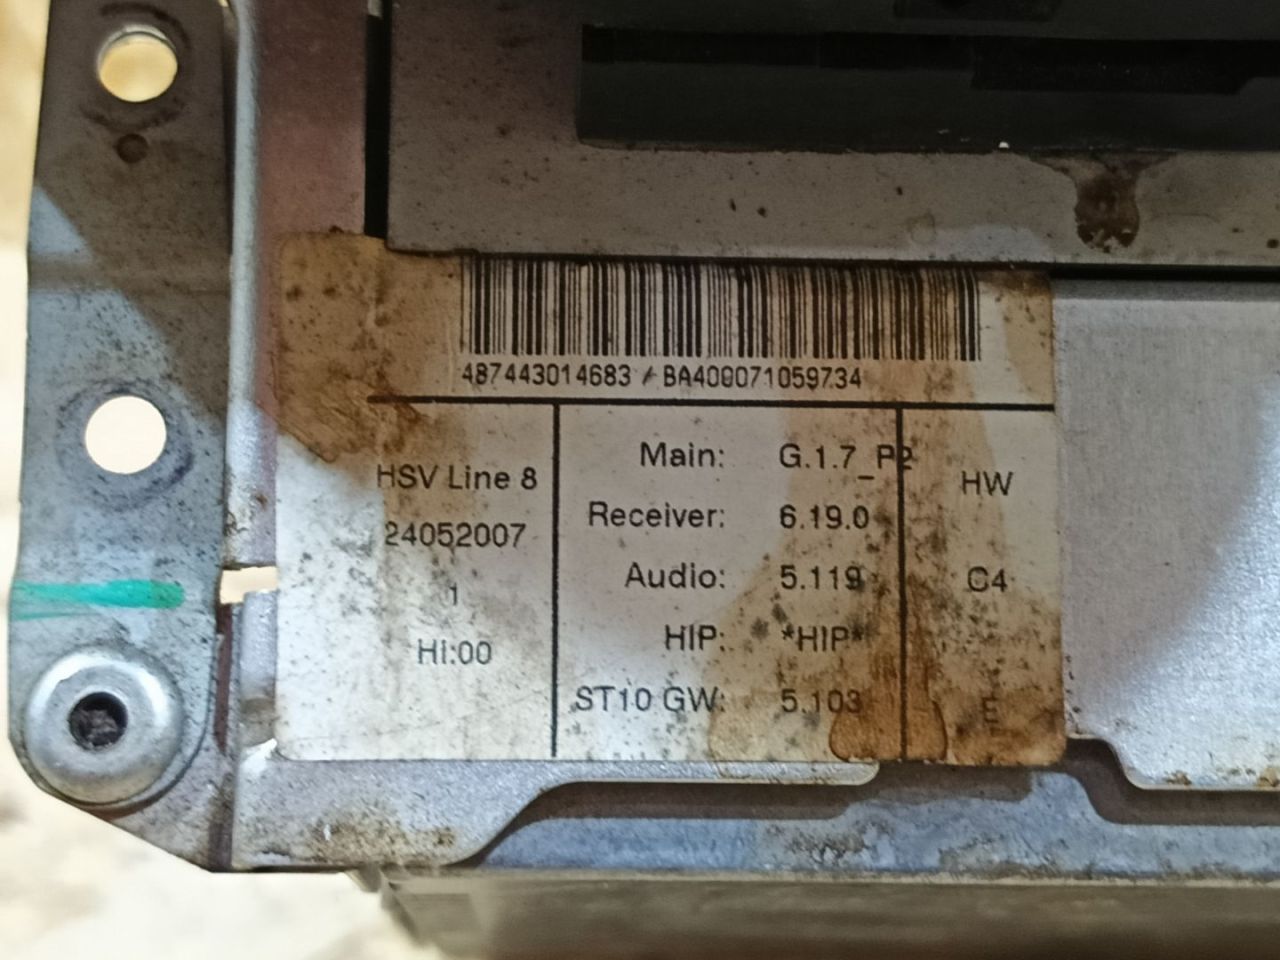 487443014683 / BA400071059734
HSV Line 8
24052007
1
HI:00
Main: G.1.7_P2
Receiver: 6.19.0
Audio: 5.119
HIP: *HIP*
ST10 GW: 5.103
HW
C4
E